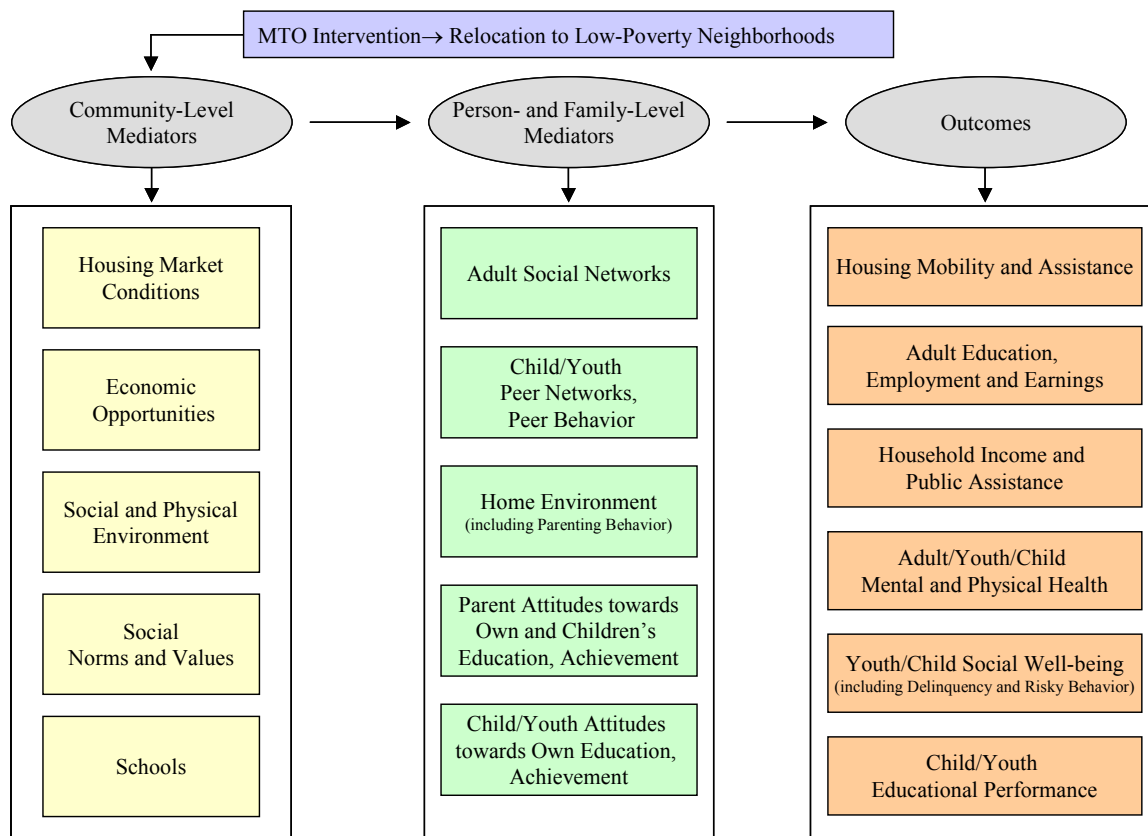 MTO Intervention→ Relocation to Low-Poverty Neighborhoods
Community-Level
Mediators
Person- and Family-Level
Mediators
Outcomes
Housing Market
Conditions
Economic
Opportunities
Social and Physical
Environment
Social
Norms and Values
Schools
Adult Social Networks
Child/Youth
Peer Networks,
Peer Behavior
Home Environment
(including Parenting Behavior)
Parent Attitudes towards
Own and Children’s
Education, Achievement
Child/Youth Attitudes
towards Own Education,
Achievement
Housing Mobility and Assistance
Adult Education,
Employment and Earnings
Household Income and
Public Assistance
Adult/Youth/Child
Mental and Physical Health
Youth/Child Social Well-being
(including Delinquency and Risky Behavior)
Child/Youth
Educational Performance